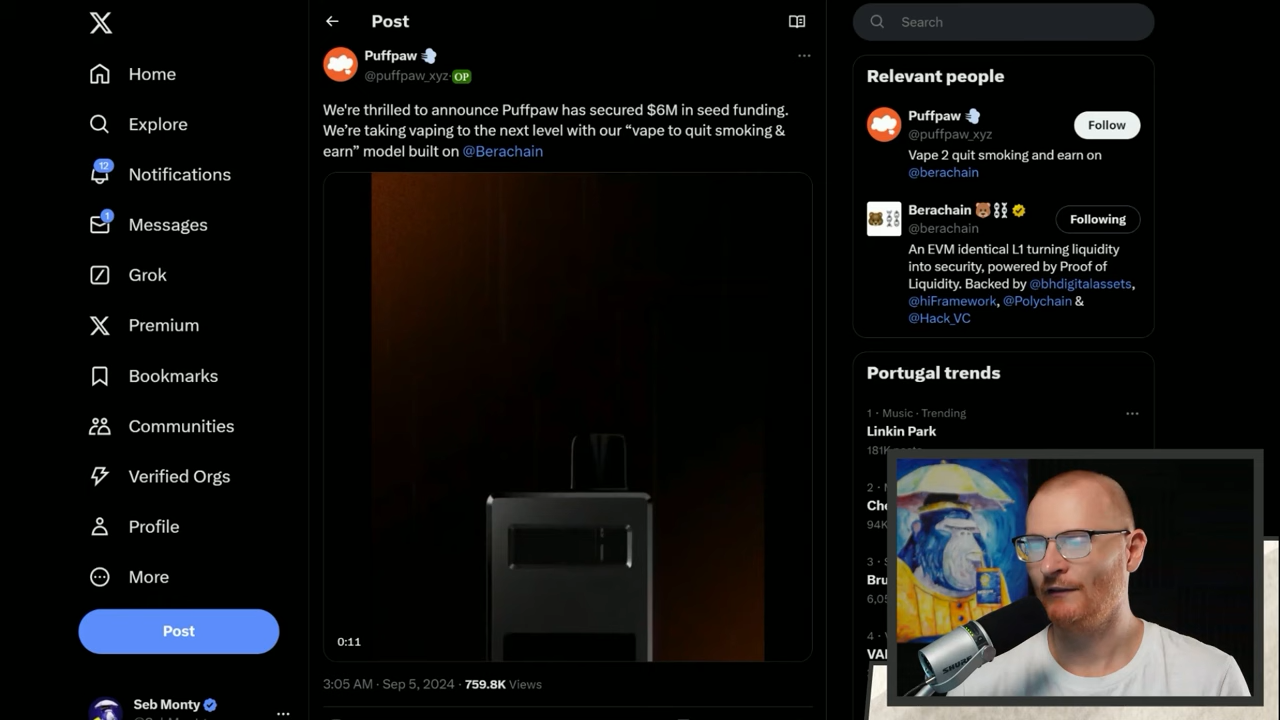 Home
Explore
12
Notifications
1
Messages
Grok
Premium
Bookmarks
Communities
Verified Orgs
Profile
More
Post
Seb Monty
Post
Puffpaw
@puffpaw_xyz·OP
We're thrilled to announce Puffpaw has secured $6M in seed funding.
We’re taking vaping to the next level with our “vape to quit smoking &
earn” model built on @Berachain
0:11
3:05 AM · Sep 5, 2024 · 759.8K Views
Search
Relevant people
Puffpaw
@puffpaw_xyz
Follow
Vape 2 quit smoking and earn on
@berachain
Berachain
@berachain
Following
An EVM identical L1 turning liquidity
into security, powered by Proof of
Liquidity. Backed by @bhdigitalassets,
@hiFramework, @Polychain &
@Hack_VC
Portugal trends
1 · Music · Trending
Linkin Park
181K posts
2 ·
94K
3 ·
4 ·
SHURE